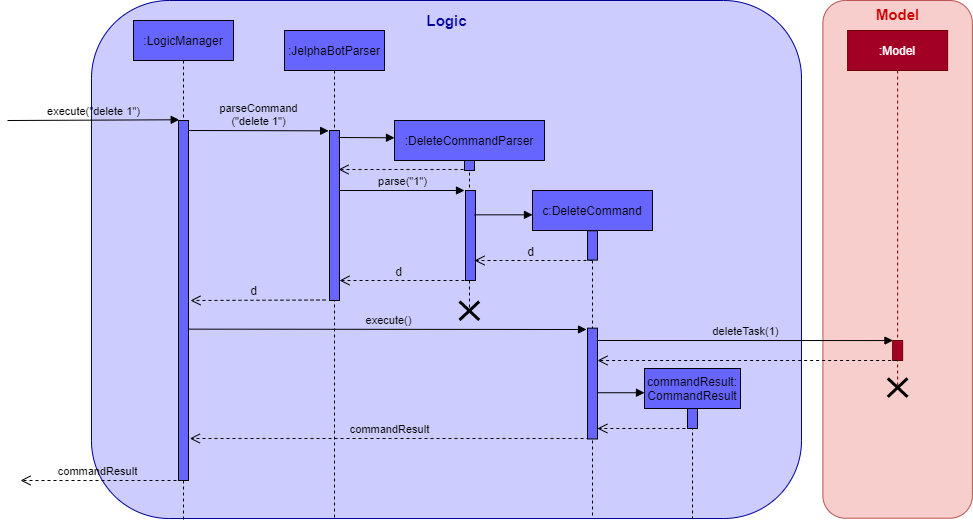 Logic
Model
:LogicManager
:JelphaBotParser
:Model
execute("delete 1")
parseCommand
("delete 1")
:DeleteCommandParser
parse("1")
c:DeleteCommand
d
d
d
execute()
deleteTask(1)
commandResult:
CommandResult
commandResult
commandResult